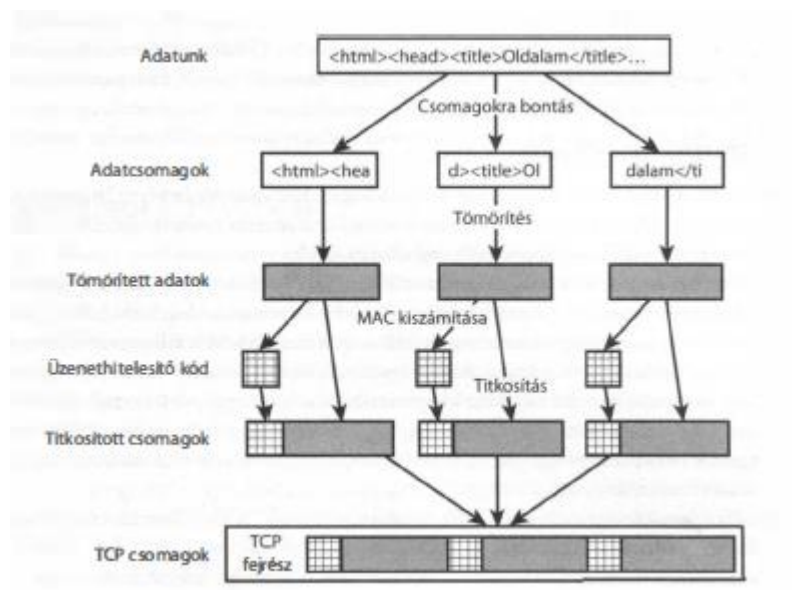 Adatunk
<html><head><title>Oldalam</title>...
Csomagokra bontás
Adatcsomagok
<html><hea
d><title>Ol
dalam</ti
Tömörítés
Tömörített adatok
MAC kiszámítása
Üzenethitelesítő kód
Titkosítás
Titkosított csomagok
TCP csomagok
TCP
fejrész